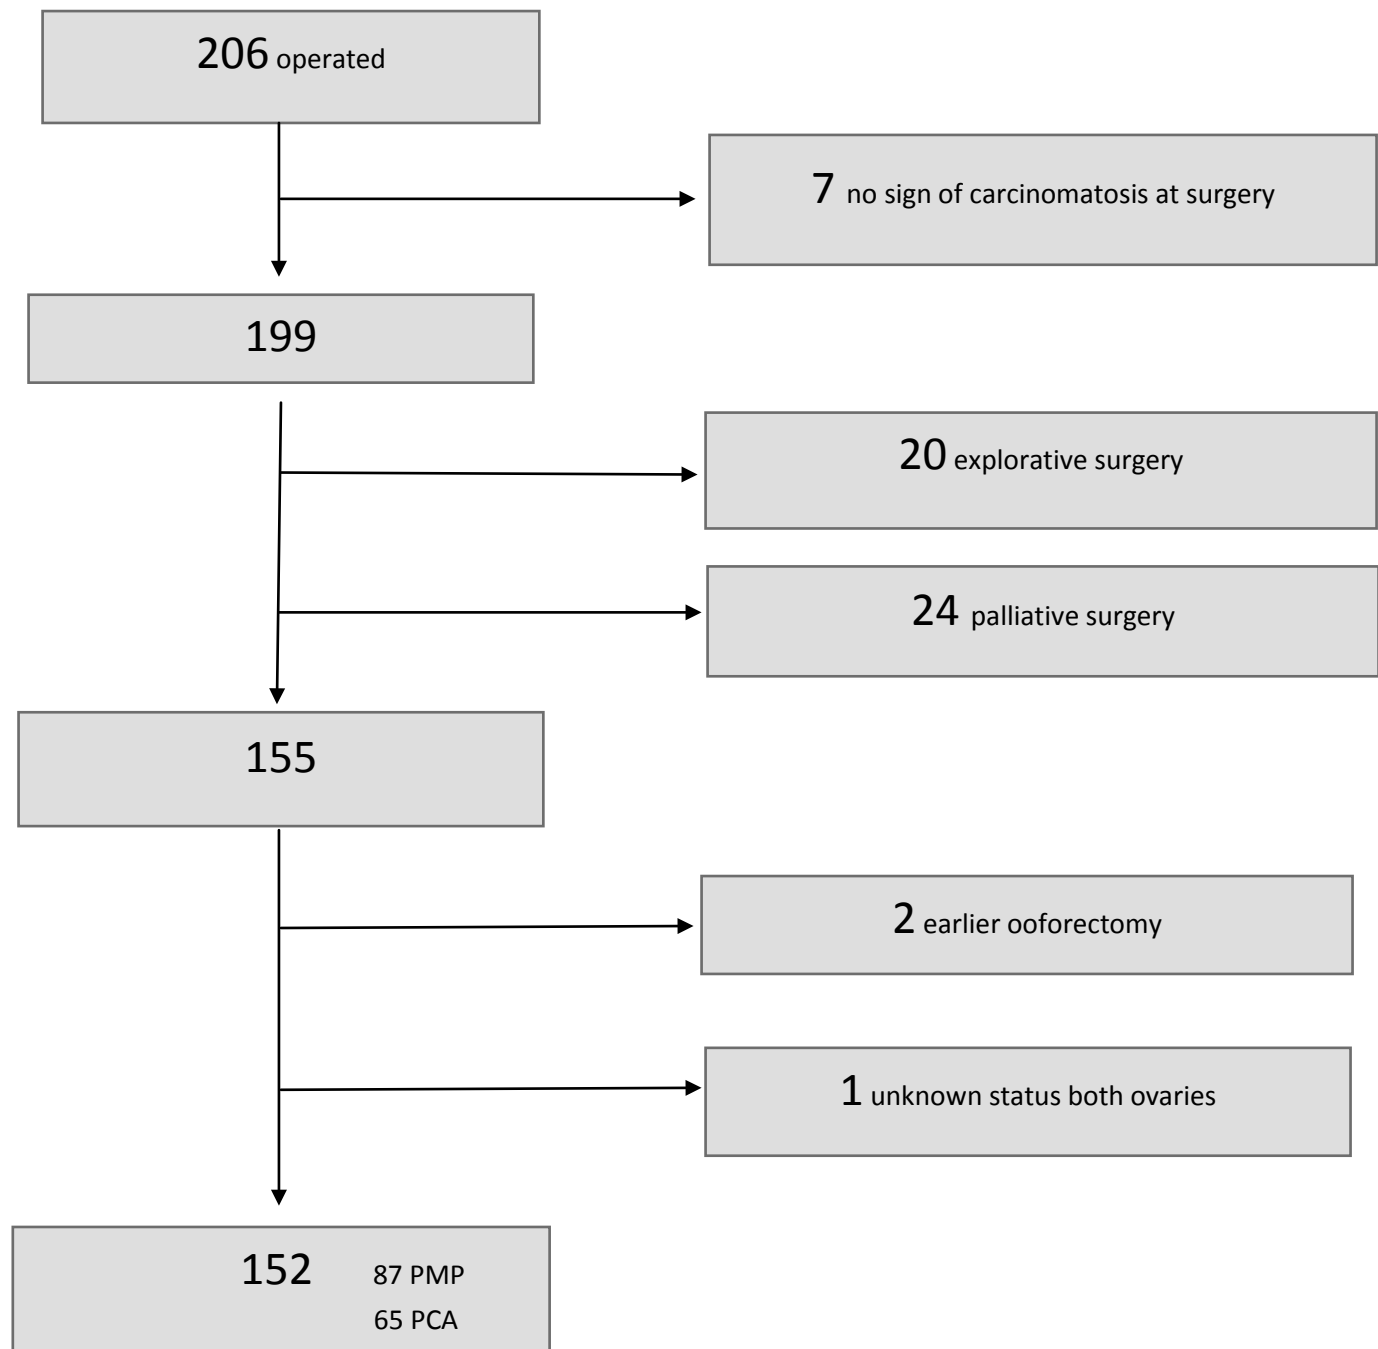 206 operated
7 no sign of carcinomatosis at surgery
199
20 explorative surgery
24 palliative surgery
155
2 earlier ooforectomy
1 unknown status both ovaries
152 87 PMP
65 PCA